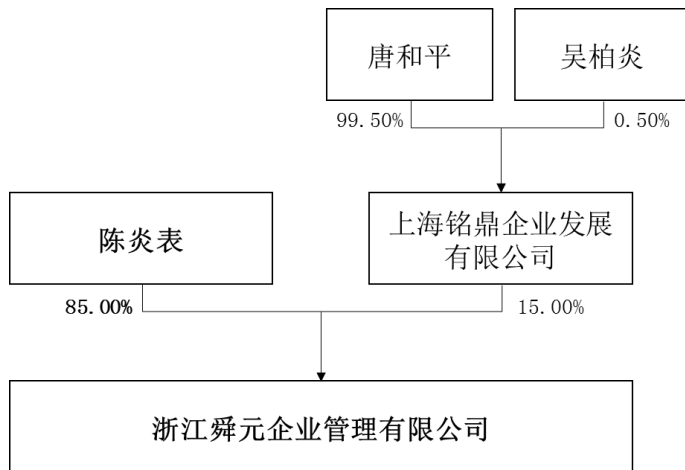 唐和平
吴柏炎
99.50%
0.50%
陈炎表
上海铭鼎企业发展
有限公司
85.00%
15.00%
浙江舜元企业管理有限公司